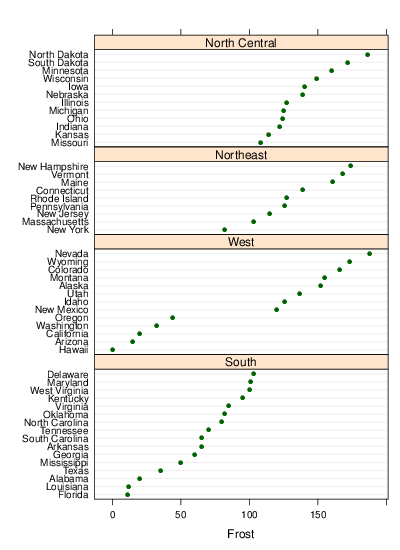 North Central
North Dakota
South Dakota
Minnesota
Wisconsin
Iowa
Nebraska
Illinois
Michigan
Ohio
Indiana
Kansas
Missouri
Northeast
New Hampshire
Vermont
Maine
Connecticut
Rhode Island
Pennsylvania
New Jersey
Massachusetts
New York
West
Nevada
Wyoming
Colorado
Montana
Alaska
Utah
Idaho
New Mexico
Oregon
Washington
California
Arizona
Hawaii
South
Delaware
Maryland
West Virginia
Kentucky
Virginia
Oklahoma
North Carolina
Tennessee
South Carolina
Arkansas
Georgia
Mississippi
Texas
Alabama
Louisiana
Florida
0 50 100 150
Frost